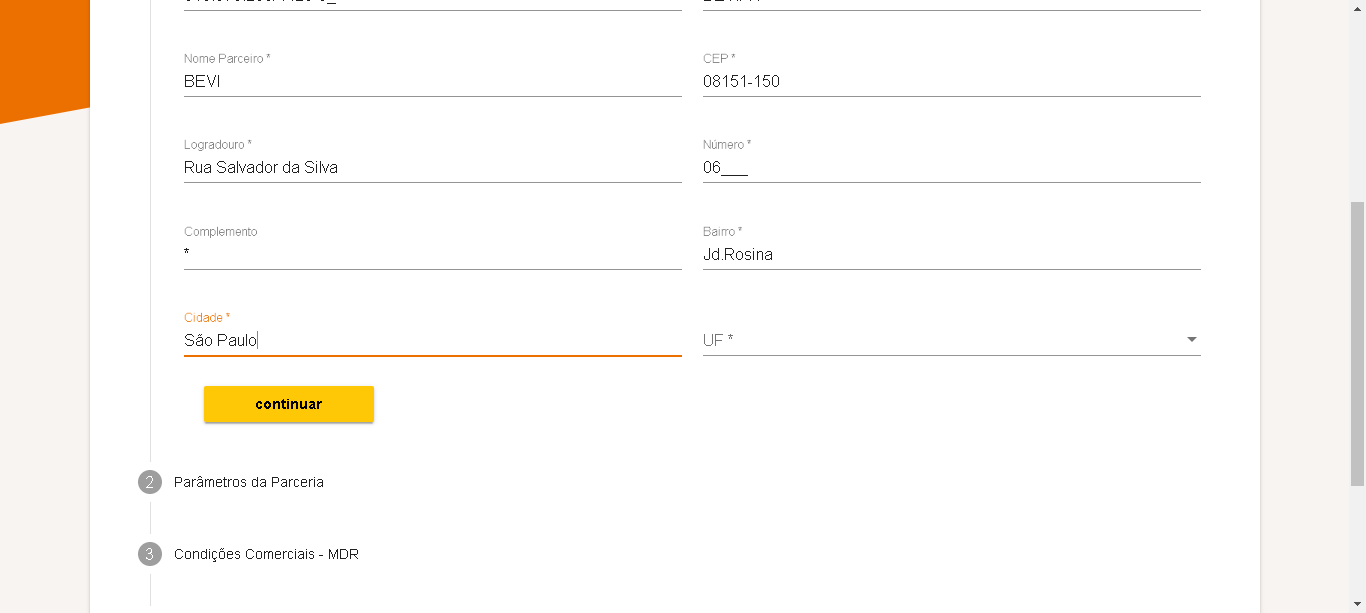 Nome Parceiro *
CEP *
BEVI
08151-150
Logradouro *
Número *
Rua Salvador da Silva
06___
Complemento
Bairro *
*
Jd.Rosina
Cidade *
São Paulo
UF *
continuar
2 Parâmetros da Parceria
3 Condições Comerciais - MDR